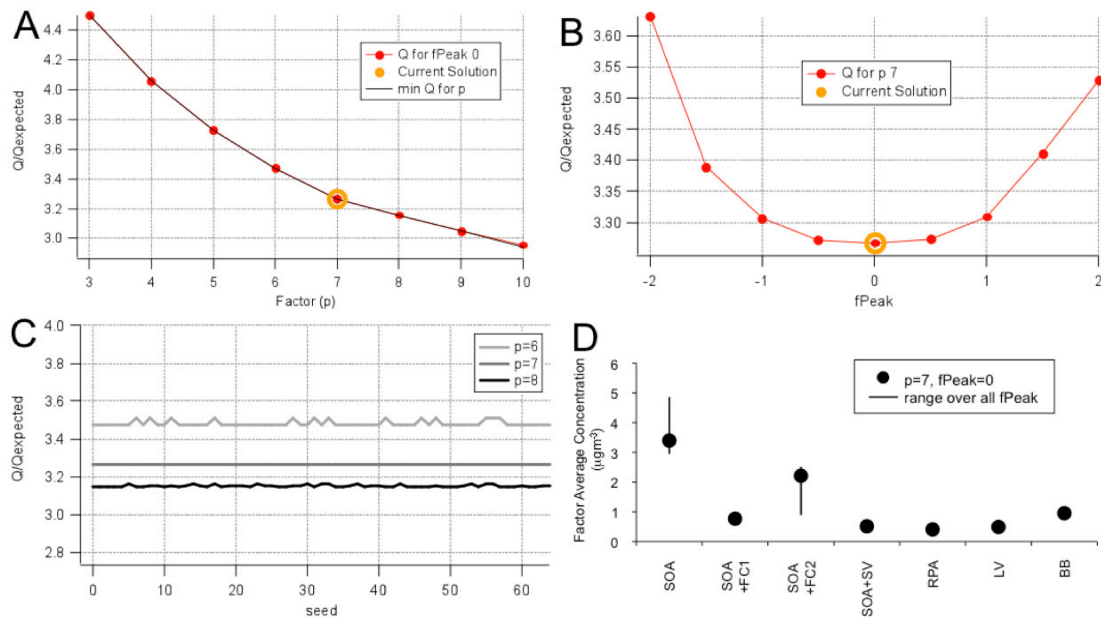 A
Q/Qexpected
4.4
4.2
4.0
3.8
3.6
3.4
3.2
3.0
Q for fPeak 0
Current Solution
min Q for p
3 4 5 6 7 8 9 10
Factor (p)
B
Q/Qexpected
3.60
3.55
3.50
3.45
3.40
3.35
3.30
Q for p 7
Current Solution
-2 -1 0 1 2
fPeak
C
Q/Qexpected
4.0
3.8
3.6
3.4
3.2
3.0
2.8
p=6
p=7
p=8
0 10 20 30 40 50 60
seed
D
Factor Average Concentration
(µgm³)
6
5
4
3
2
1
0
p=7, fPeak=0
range over all fPeak
SOA
SOA
+FC1
SOA
+FC2
SOA+SV
RPA
LV
BB